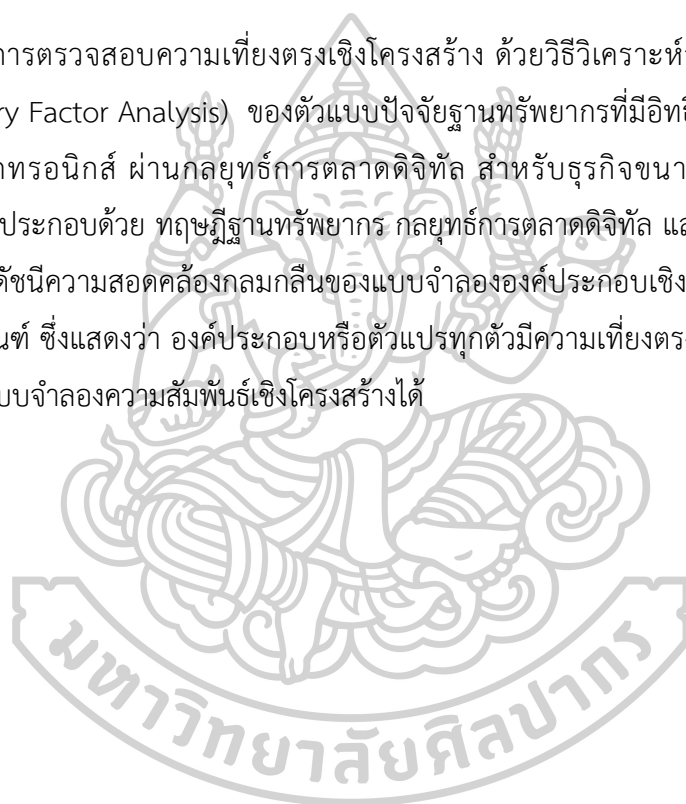 การตรวจสอบความเที่ยงตรงเชิงโครงสร้าง ด้วยวิธีวิเคราะห์
ry Factor Analysis) ของตัวแบบปัจจัยฐานทรัพยากรที่มีอิทธิ
าทรอนิกส์ ผ่านกลยุทธ์การตลาดดิจิทัล สำหรับธุรกิจขนา
ประกอบด้วย ทฤษฎีฐานทรัพยากร กลยุทธ์การตลาดดิจิทัล แล
ดัชนีความสอดคล้องกลมกลืนของแบบจำลององค์ประกอบเชิง
ณฑ์ ซึ่งแสดงว่า องค์ประกอบหรือตัวแปรทุกตัวมีความเที่ยงตร
บบจำลองความสัมพันธ์เชิงโครงสร้างได้
มหาวิทยาลัยศิลปากร